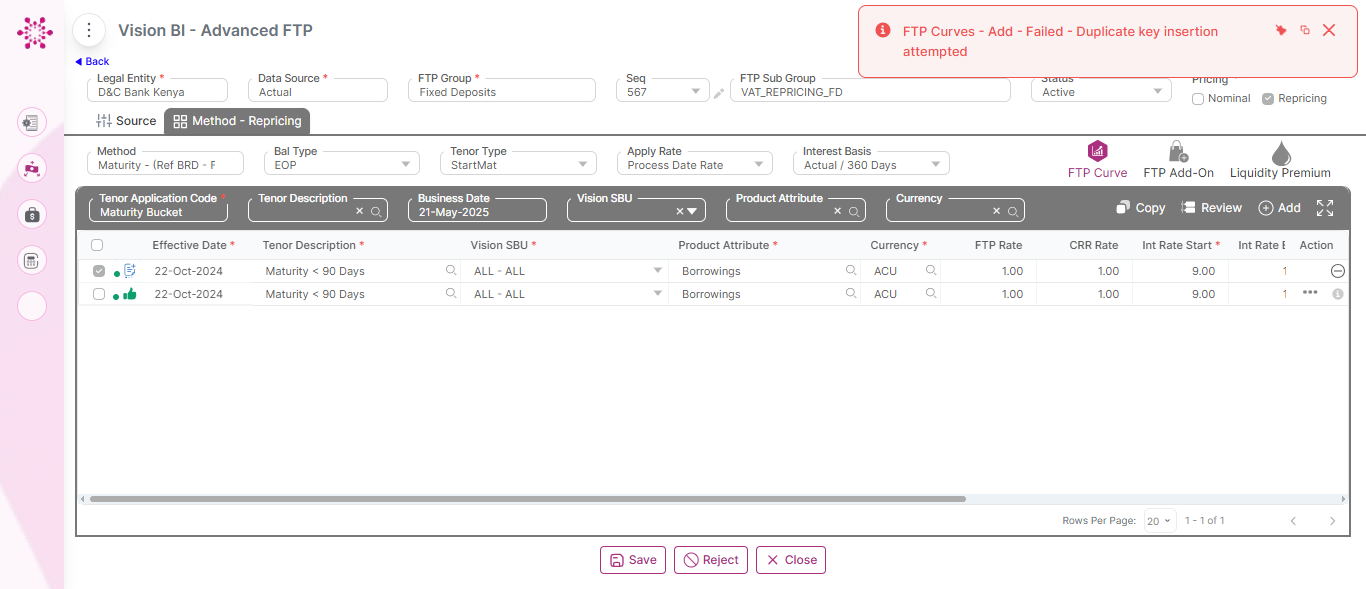 Vision BI - Advanced FTP
FTP Curves - Add - Failed - Duplicate key insertion
attempted
Back
Legal Entity *
D&C Bank Kenya
Data Source *
Actual
FTP Group *
Fixed Deposits
Seq
567
FTP Sub Group
VAT_REPRICING_FD
Status
Active
Pricing *
Nominal
Repricing
Source
Method - Repricing
Method
Maturity - (Ref BRD - F
Bal Type
EOP
Tenor Type
StartMat
Apply Rate
Process Date Rate
Interest Basis
Actual / 360 Days
FTP Curve
FTP Add-On
Liquidity Premium
Tenor Application Code *
Maturity Bucket
Tenor Description
Business Date
21-May-2025
Vision SBU
Product Attribute
Currency
Copy
Review
Add
Effective Date * Tenor Description * Vision SBU * Product Attribute * Currency * FTP Rate CRR Rate Int Rate Start * Int Rate E Action
22-Oct-2024 Maturity < 90 Days ALL - ALL Borrowings ACU 1.00 1.00 9.00 1
22-Oct-2024 Maturity < 90 Days ALL - ALL Borrowings ACU 1.00 1.00 9.00 1 •••
Rows Per Page: 20 1 - 1 of 1
Save
Reject
Close